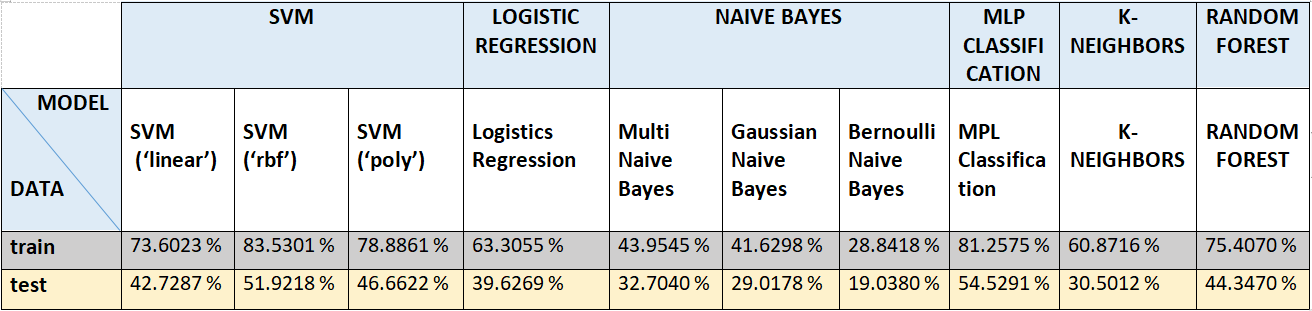 SVM
LOGISTIC
REGRESSION
NAIVE BAYES
MLP
CLASSIFI
CATION
K-
NEIGHBORS
RANDOM
FOREST
MODEL
DATA
SVM
(‘linear’)
SVM
(‘rbf’)
SVM
(‘poly’)
Logistics
Regression
Multi
Naive
Bayes
Gaussian
Naive
Bayes
Bernoulli
Naive
Bayes
MPL
Classifica
tion
K-
NEIGHBORS
RANDOM
FOREST
train 73.6023 % 83.5301 % 78.8861 % 63.3055 % 43.9545 % 41.6298 % 28.8418 % 81.2575 % 60.8716 % 75.4070 %
test 42.7287 % 51.9218 % 46.6622 % 39.6269 % 32.7040 % 29.0178 % 19.0380 % 54.5291 % 30.5012 % 44.3470 %